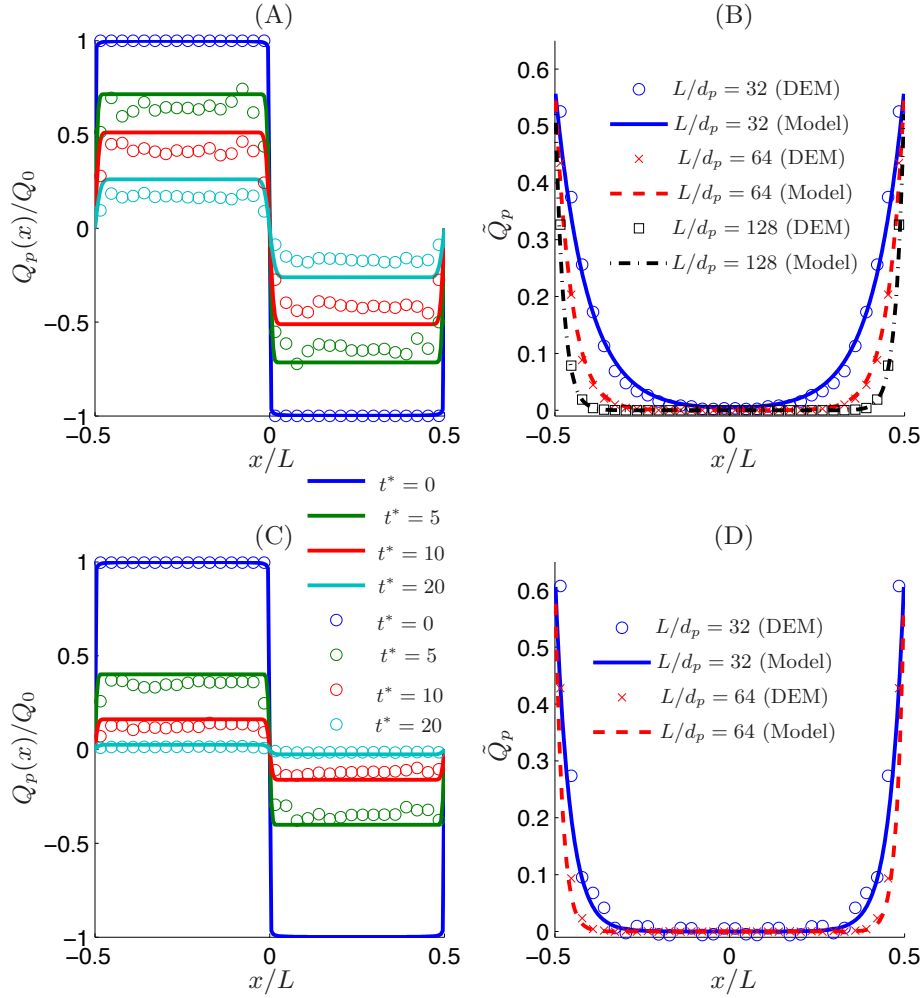 (A)
1
0.5
0
−0.5
−1
−0.5
0
0.5
x/L
Q_p(x)/Q_0
(B)
0.6
0.5
0.4
0.3
0.2
0.1
0
−0.5
0
0.5
x/L
Q̃_p
L/d_p = 32 (DEM)
L/d_p = 32 (Model)
L/d_p = 64 (DEM)
L/d_p = 64 (Model)
L/d_p = 128 (DEM)
L/d_p = 128 (Model)
(C)
1
0.5
0
−0.5
−1
−0.5
0
0.5
x/L
Q_p(x)/Q_0
t* = 0
t* = 5
t* = 10
t* = 20
t* = 0
t* = 5
t* = 10
t* = 20
(D)
0.6
0.5
0.4
0.3
0.2
0.1
0
−0.5
0
0.5
x/L
Q̃_p
L/d_p = 32 (DEM)
L/d_p = 32 (Model)
L/d_p = 64 (DEM)
L/d_p = 64 (Model)